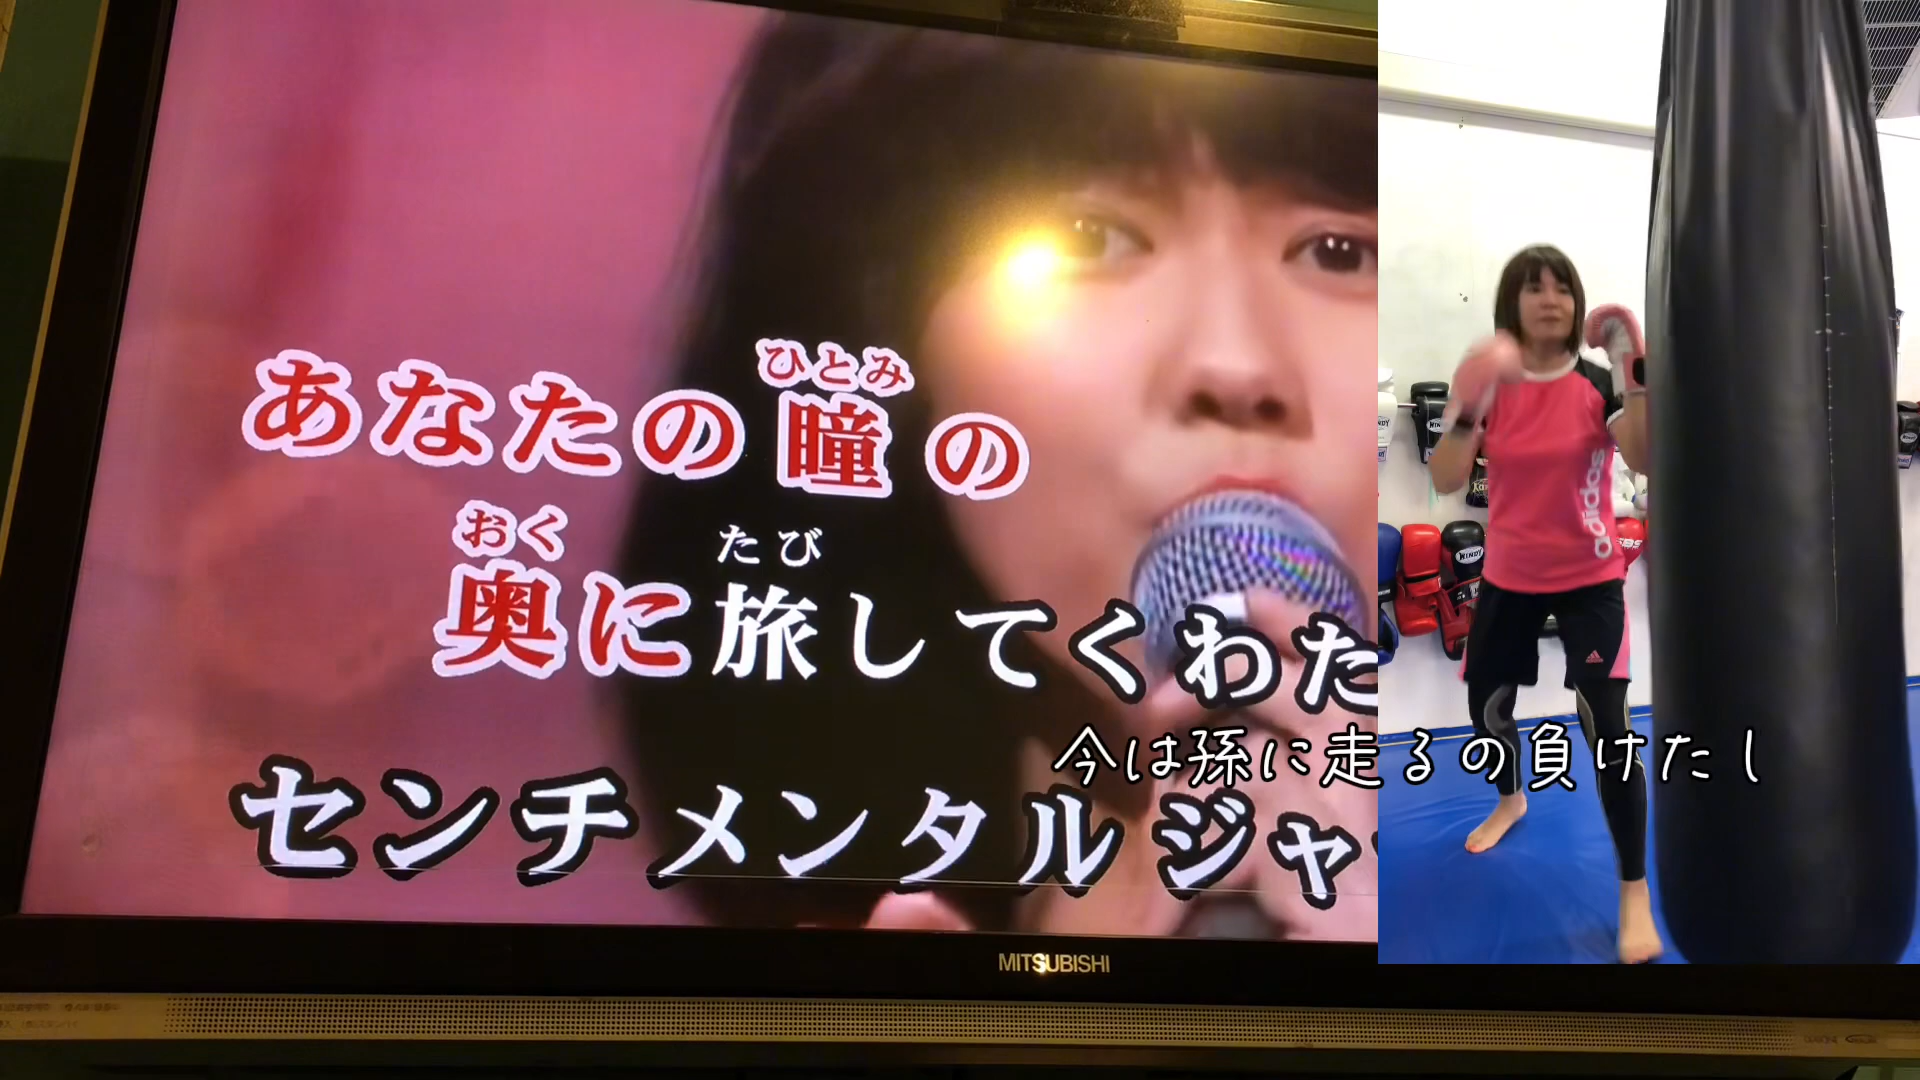 ひとみ
あなたの瞳の
おく たび
奥に旅してくわた
センチメンタル ジャ
今は孫に走るの負けたし
MITSUBISHI
adidas
WINDY